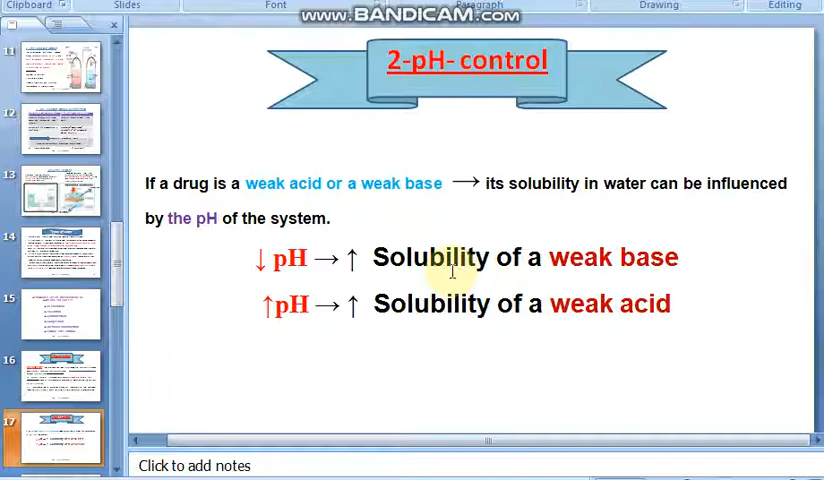 Clipboard
Slides
Font
Paragraph
Drawing
Editing
www.BANDICAM.com
2-pH- control
If a drug is a weak acid or a weak base → its solubility in water can be influenced
by the pH of the system.
↓ pH → ↑ Solubility of a weak base
↑pH → ↑ Solubility of a weak acid
11
12
13
14
15
16
17
Click to add notes